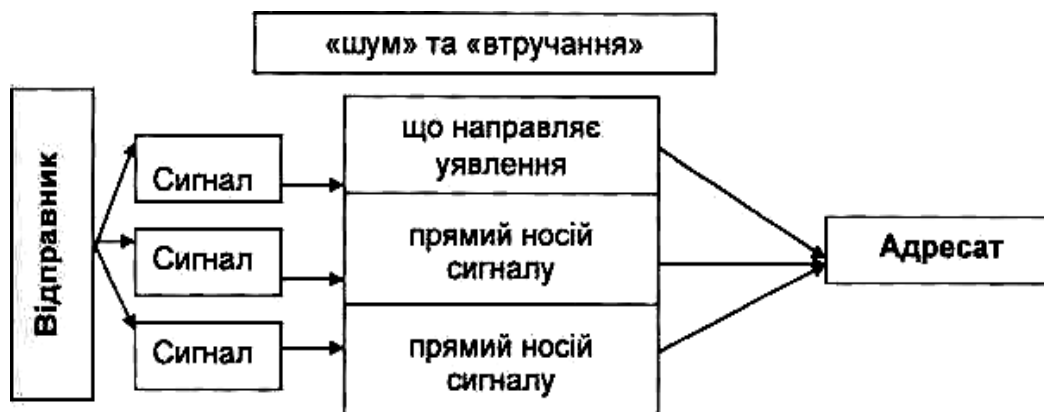 «шум» та «втручання»
Відправник
Сигнал
Сигнал
Сигнал
що направляє
уявлення
прямий носій
сигналу
прямий носій
сигналу
Адресат